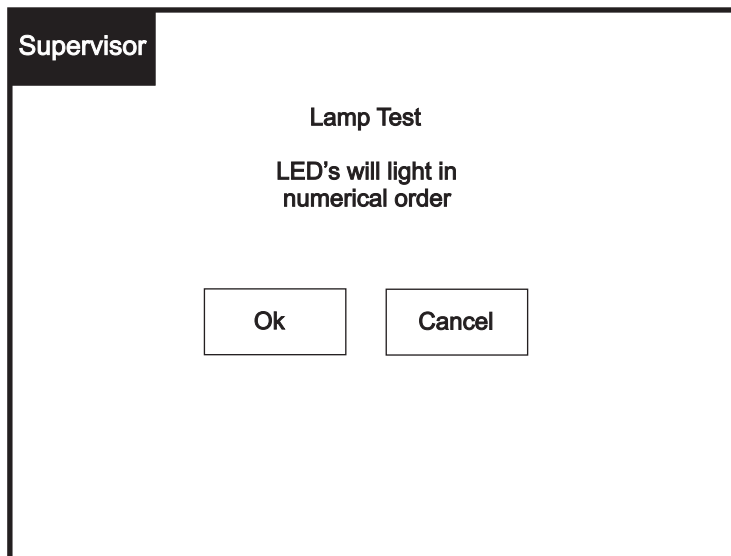 Supervisor
Lamp Test
LED’s will light in
numerical order
Ok
Cancel